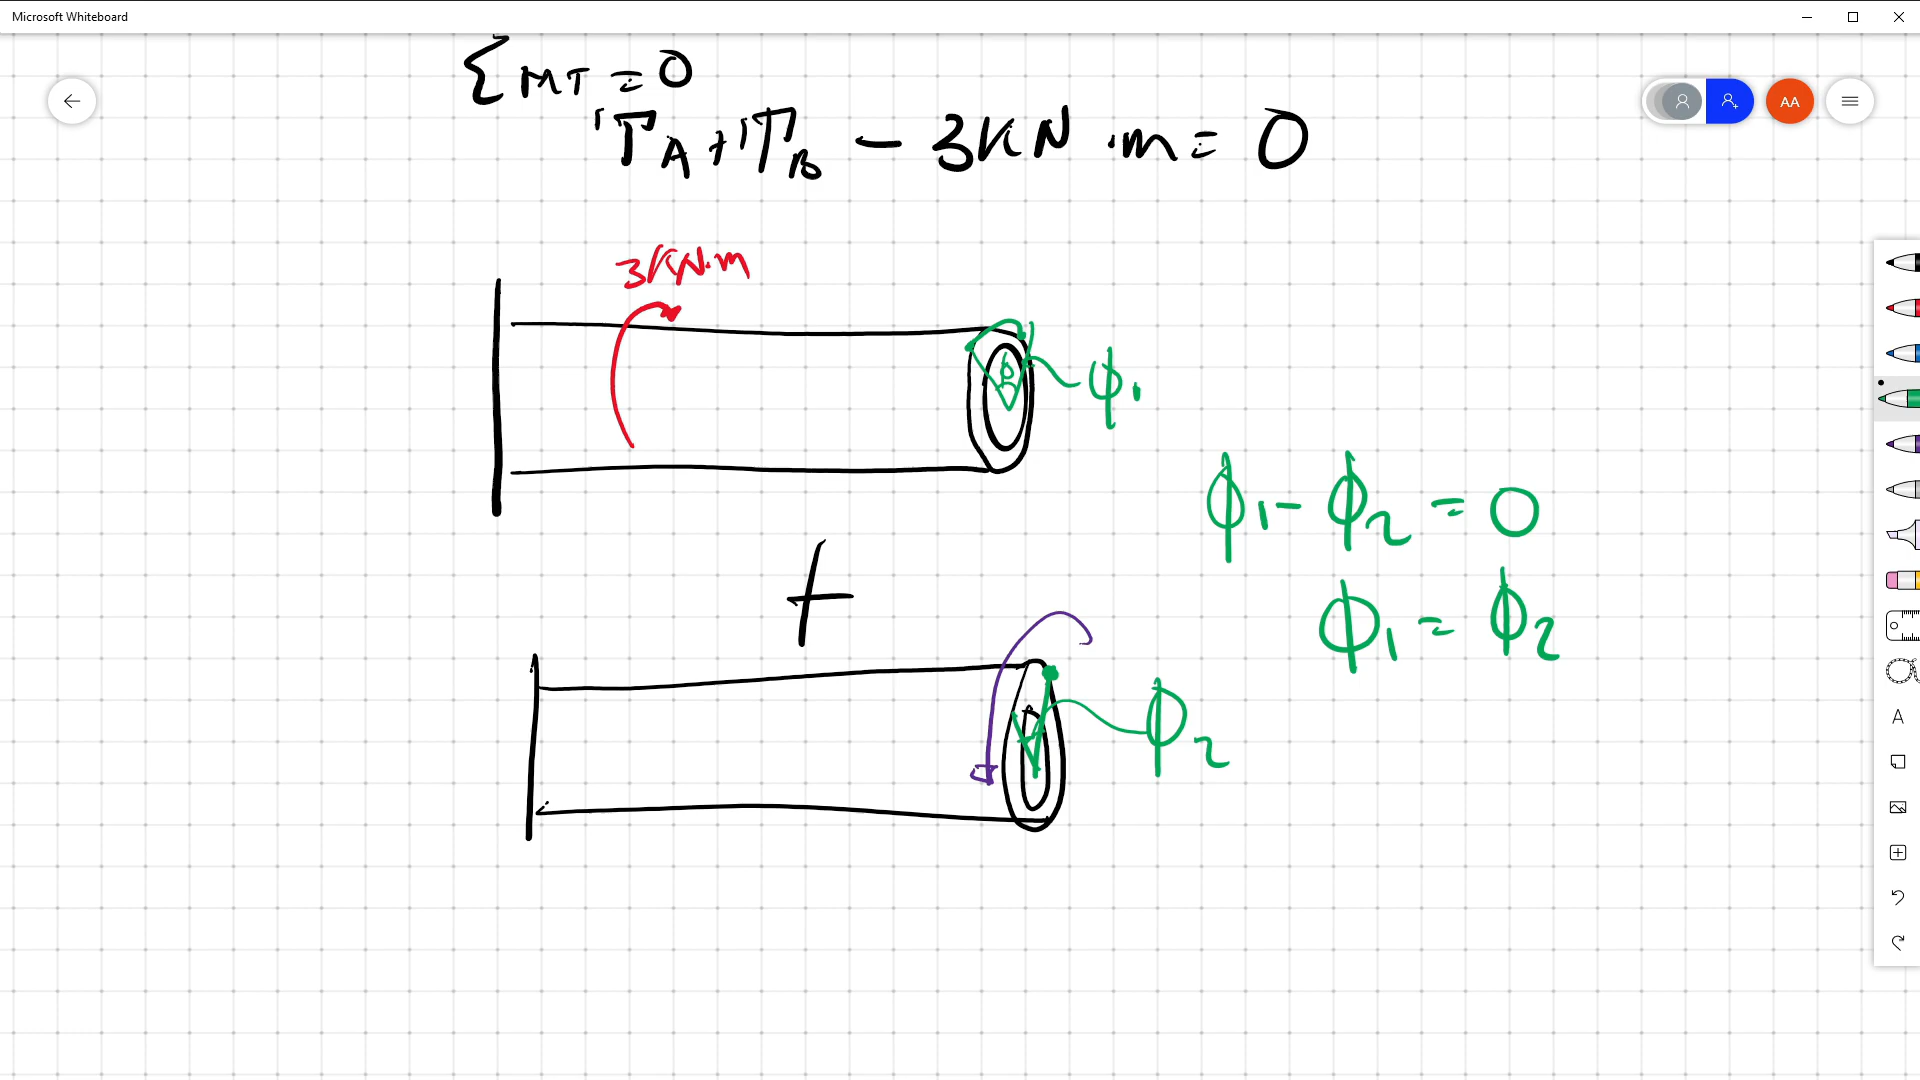 Microsoft Whiteboard
ΣMT = 0
TA + TB - 3KN·m = 0
AA
3KN·m
ϕ1
ϕ1 - ϕ2 = 0
ϕ1 = ϕ2
+
ϕ2
A